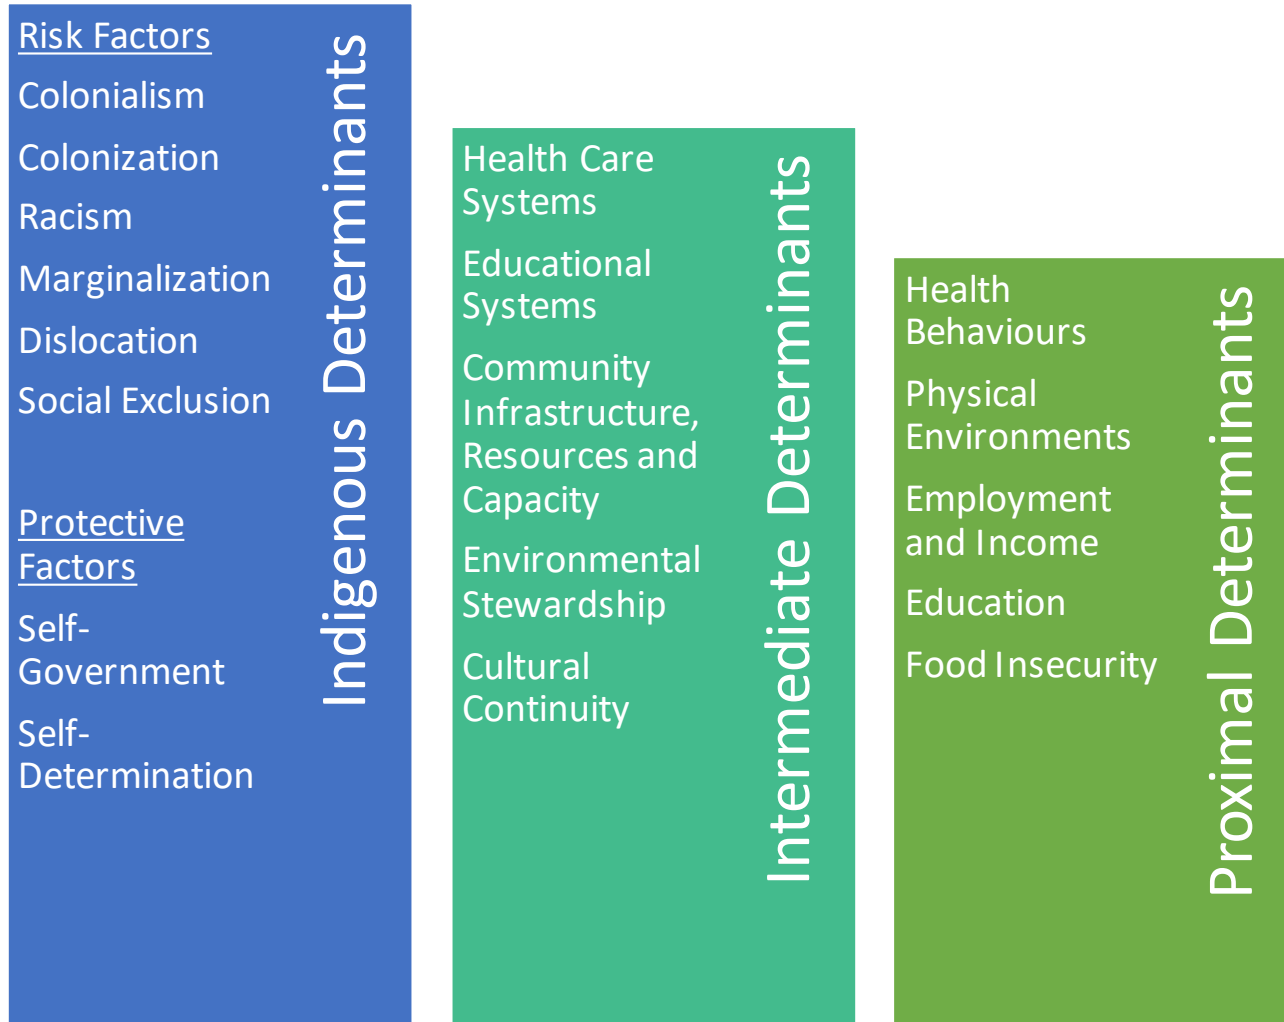 Risk Factors
Colonialism
Colonization
Racism
Marginalization
Dislocation
Social Exclusion
Protective
Factors
Self-
Government
Self-
Determination
Indigenous Determinants
Health Care
Systems
Educational
Systems
Community
Infrastructure,
Resources and
Capacity
Environmental
Stewardship
Cultural
Continuity
Intermediate Determinants
Health
Behaviours
Physical
Environments
Employment
and Income
Education
Food Insecurity
Proximal Determinants